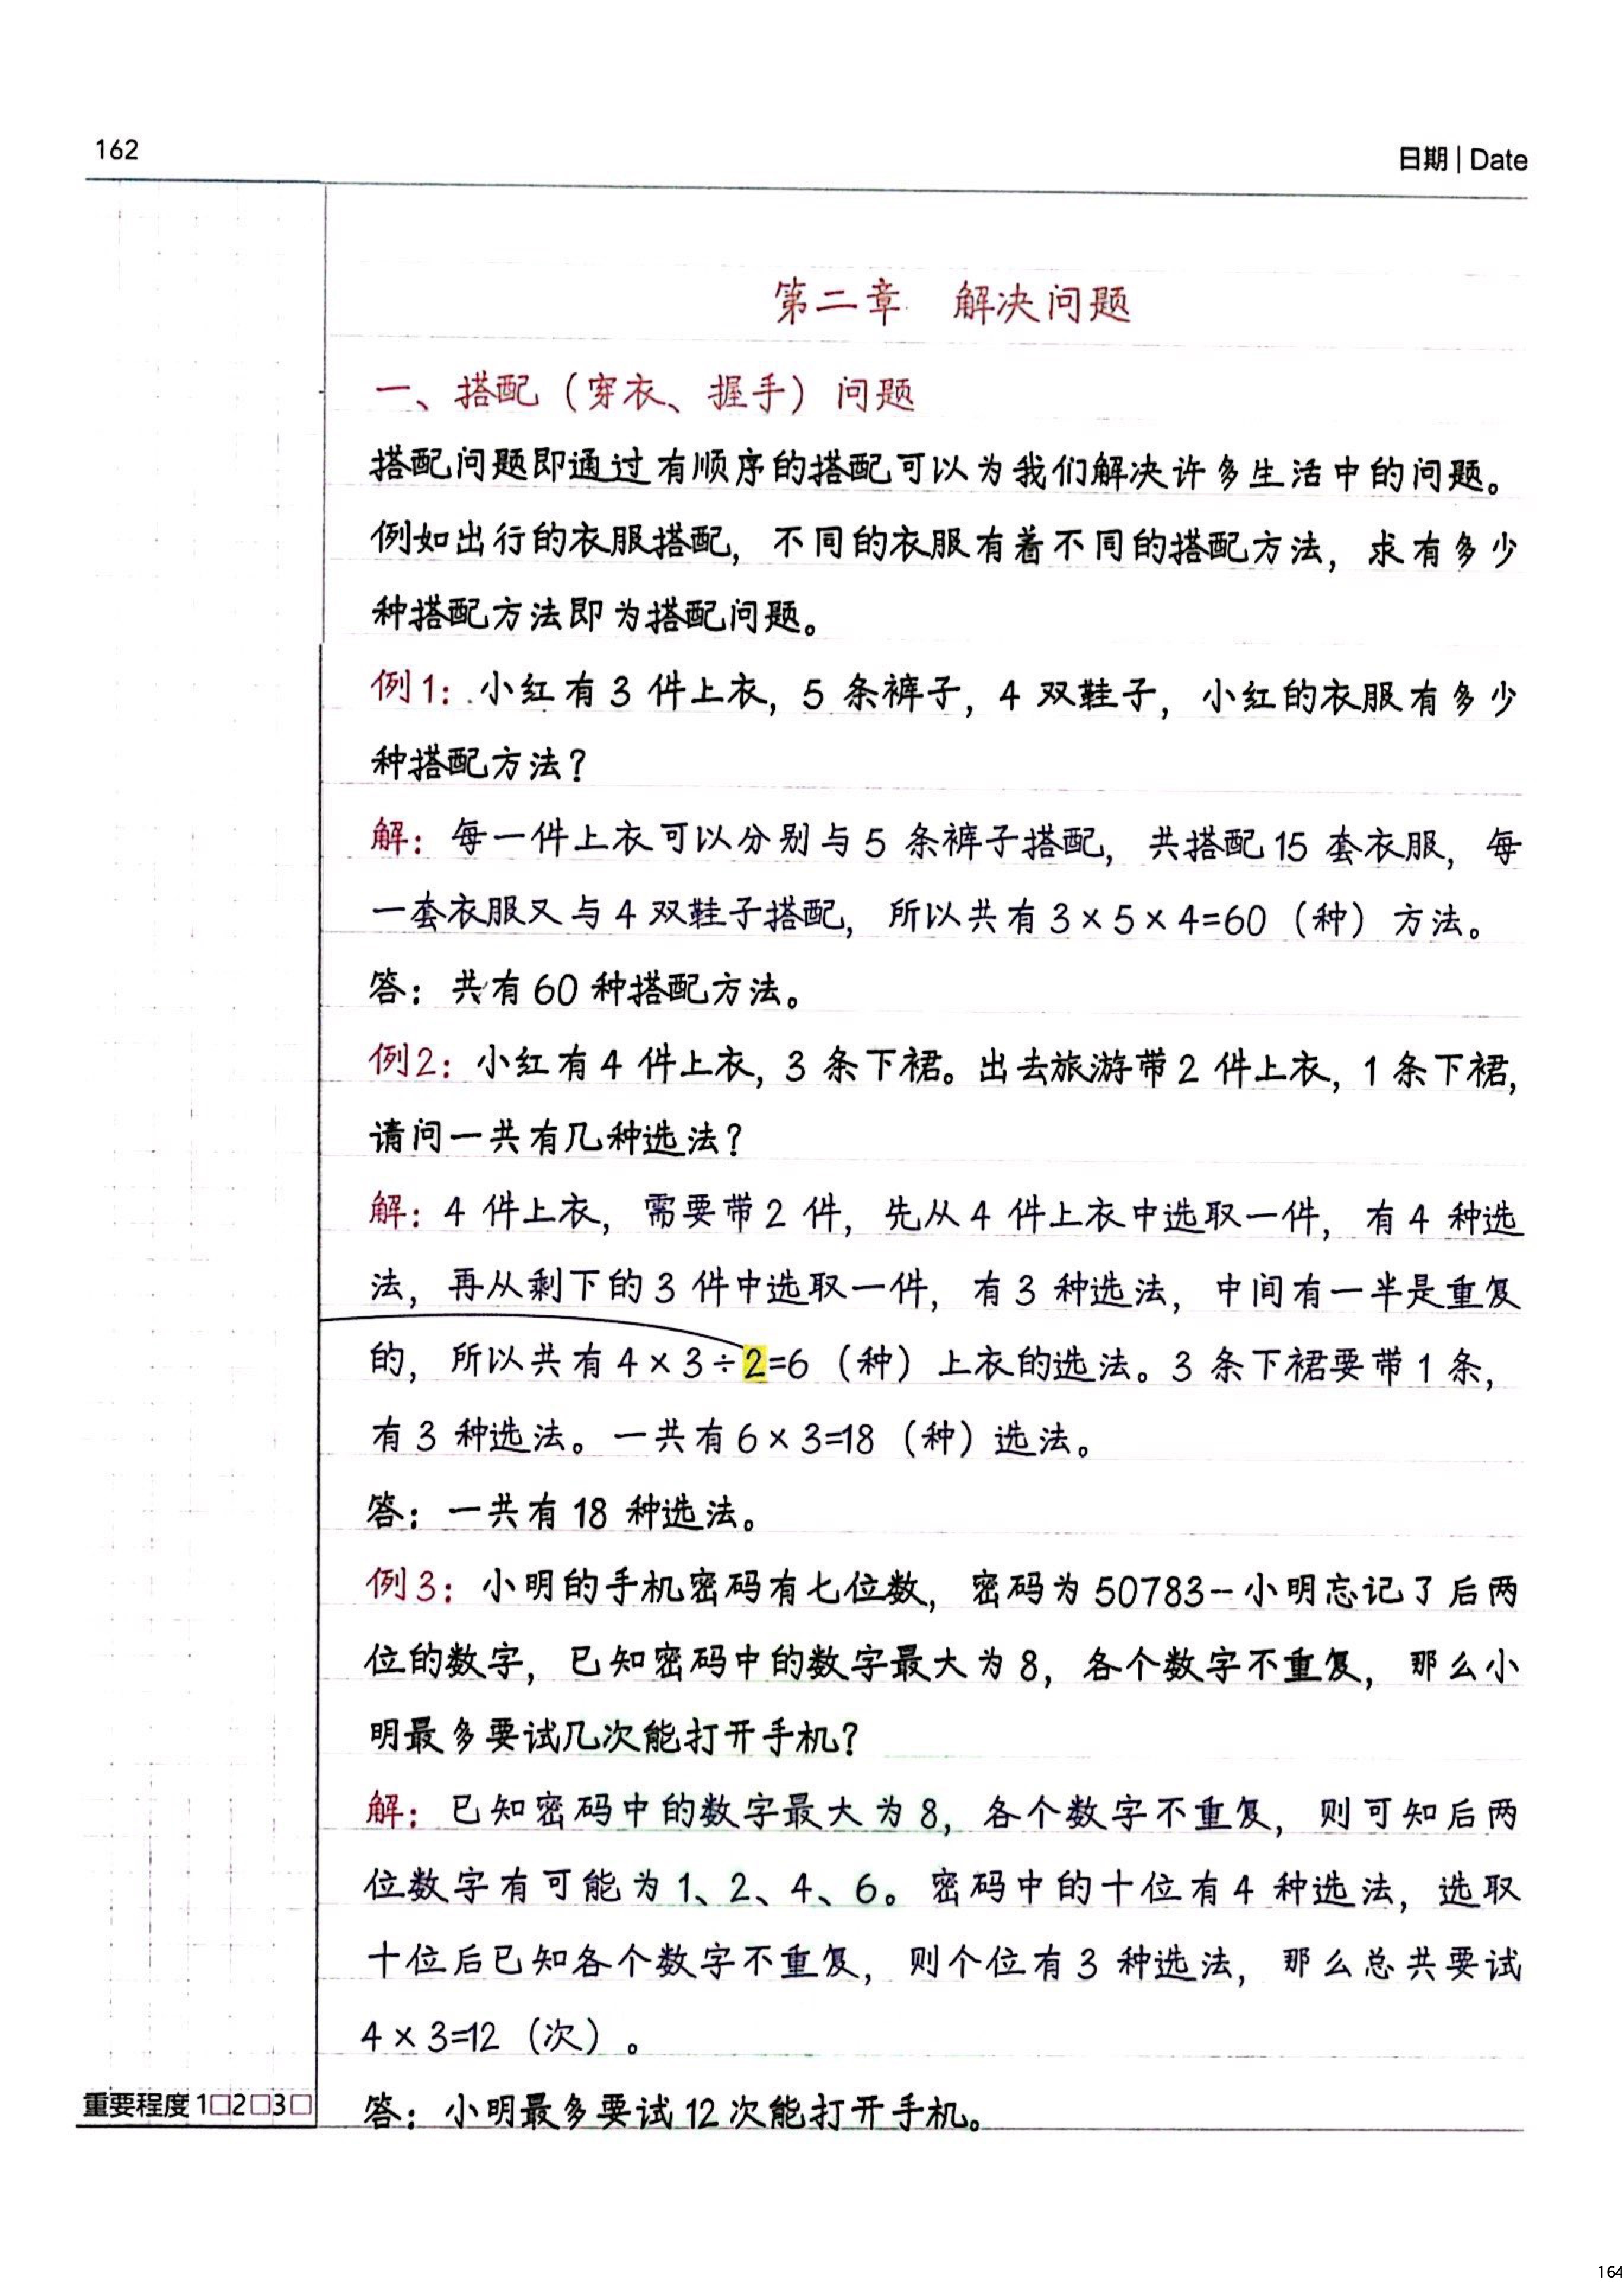 162
日期 | Date
第二章 解决问题
一、搭配（穿衣、握手）问题
搭配问题即通过有顺序的搭配可以为我们解决许多生活中的问题。
例如出行的衣服搭配，不同的衣服有着不同的搭配方法，求有多少
种搭配方法即为搭配问题。
例1：小红有3件上衣，5条裤子，4双鞋子，小红的衣服有多少
种搭配方法？
解：每一件上衣可以分别与5条裤子搭配，共搭配15套衣服，每
一套衣服又与4双鞋子搭配，所以共有3×5×4=60（种）方法。
答：共有60种搭配方法。
例2：小红有4件上衣，3条下裙。出去旅游带2件上衣，1条下裙，
请问一共有几种选法？
解：4件上衣，需要带2件，先从4件上衣中选取一件，有4种选
法，再从剩下的3件中选取一件，有3种选法，中间有一半是重复
的，所以共有4×3÷2=6（种）上衣的选法。3条下裙要带1条，
有3种选法。一共有6×3=18（种）选法。
答：一共有18种选法。
例3：小明的手机密码有七位数，密码为50783--小明忘记了后两
位的数字，已知密码中的数字最大为8，各个数字不重复，那么小
明最多要试几次能打开手机？
解：已知密码中的数字最大为8，各个数字不重复，则可知后两
位数字有可能为1、2、4、6。密码中的十位有4种选法，选取
十位后已知各个数字不重复，则个位有3种选法，那么总共要试
4×3=12（次）。
答：小明最多要试12次能打开手机。
重要程度 1□2□3□
164